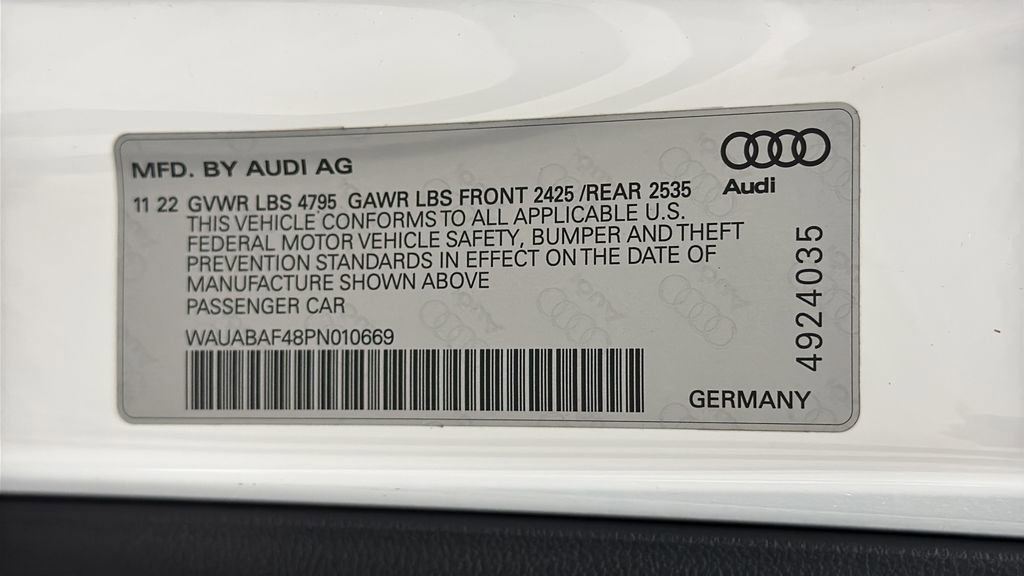 MFD. BY AUDI AG
Audi
11 22 GVWR LBS 4795 GAWR LBS FRONT 2425 /REAR 2535
THIS VEHICLE CONFORMS TO ALL APPLICABLE U.S.
FEDERAL MOTOR VEHICLE SAFETY, BUMPER AND THEFT
PREVENTION STANDARDS IN EFFECT ON THE DATE OF
MANUFACTURE SHOWN ABOVE
PASSENGER CAR
WAUABAF48PN010669
GERMANY
4924035